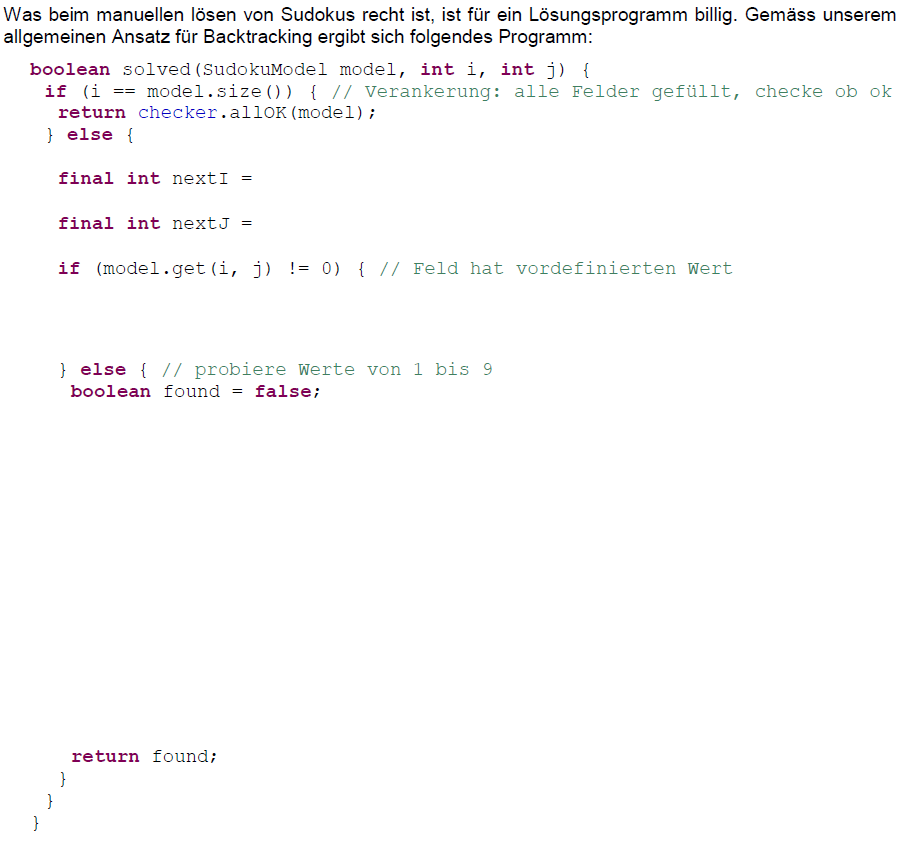 Was beim manuellen lösen von Sudokus recht ist, ist für ein Lösungsprogramm billig. Gemäss unserem
allgemeinen Ansatz für Backtracking ergibt sich folgendes Programm:
boolean solved(SudokuModel model, int i, int j) {
if (i == model.size()) { // Verankerung: alle Felder gefüllt, checke ob ok
return checker.allOK(model);
} else {
final int nextI =
final int nextJ =
if (model.get(i, j) != 0) { // Feld hat vordefinierten Wert
} else { // probiere Werte von 1 bis 9
boolean found = false;
return found;
}
}
}